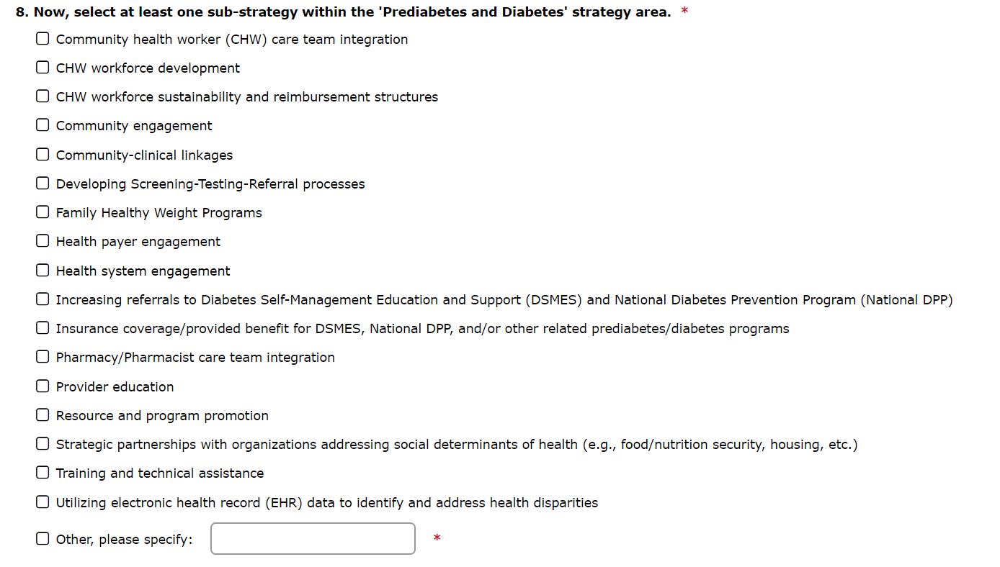 8. Now, select at least one sub-strategy within the 'Prediabetes and Diabetes' strategy area. *
Community health worker (CHW) care team integration
CHW workforce development
CHW workforce sustainability and reimbursement structures
Community engagement
Community-clinical linkages
Developing Screening-Testing-Referral processes
Family Healthy Weight Programs
Health payer engagement
Health system engagement
Increasing referrals to Diabetes Self-Management Education and Support (DSMES) and National Diabetes Prevention Program (National DPP)
Insurance coverage/provided benefit for DSMES, National DPP, and/or other related prediabetes/diabetes programs
Pharmacy/Pharmacist care team integration
Provider education
Resource and program promotion
Strategic partnerships with organizations addressing social determinants of health (e.g., food/nutrition security, housing, etc.)
Training and technical assistance
Utilizing electronic health record (EHR) data to identify and address health disparities
Other, please specify: *